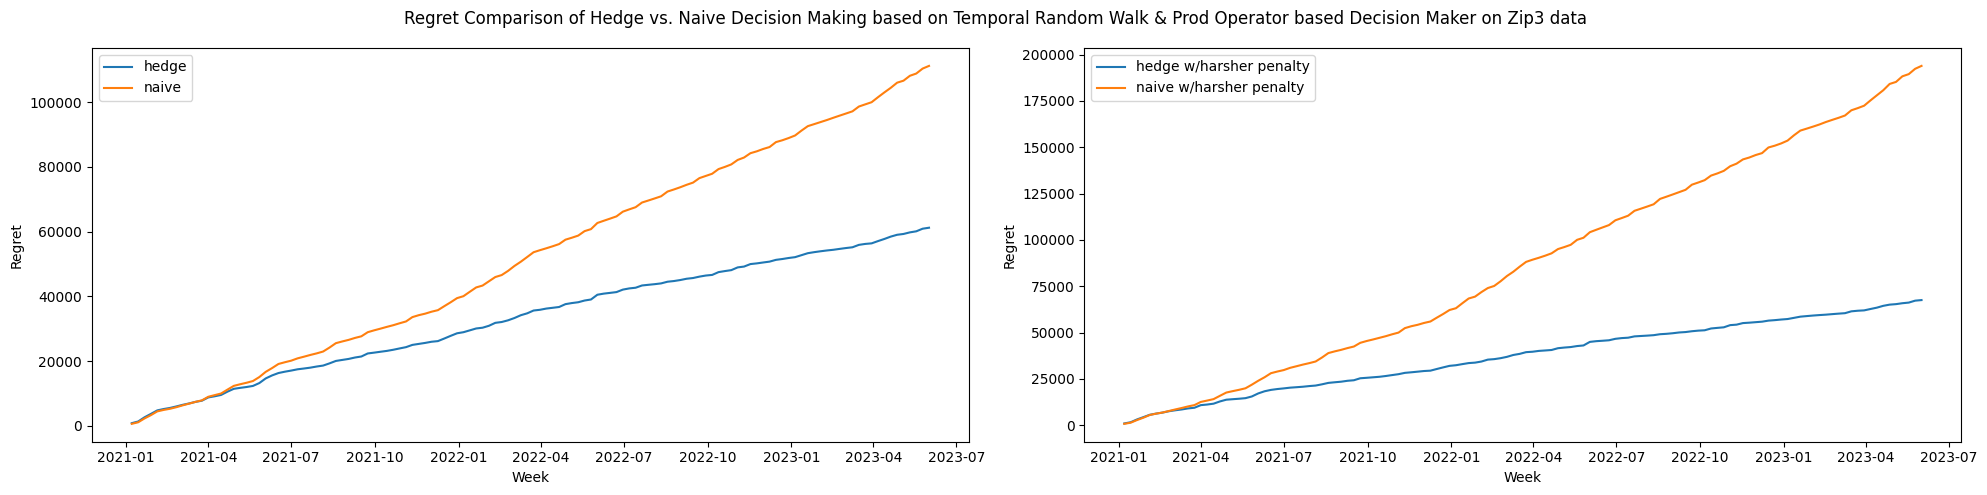 Regret Comparison of Hedge vs. Naive Decision Making based on Temporal Random Walk & Prod Operator based Decision Maker on Zip3 data
hedge
naive
Regret
100000
80000
60000
40000
20000
0
2021-01 2021-04 2021-07 2021-10 2022-01 2022-04 2022-07 2022-10 2023-01 2023-04 2023-07
Week
hedge w/harsher penalty
naive w/harsher penalty
Regret
200000
175000
150000
125000
100000
75000
50000
25000
0
2021-01 2021-04 2021-07 2021-10 2022-01 2022-04 2022-07 2022-10 2023-01 2023-04 2023-07
Week